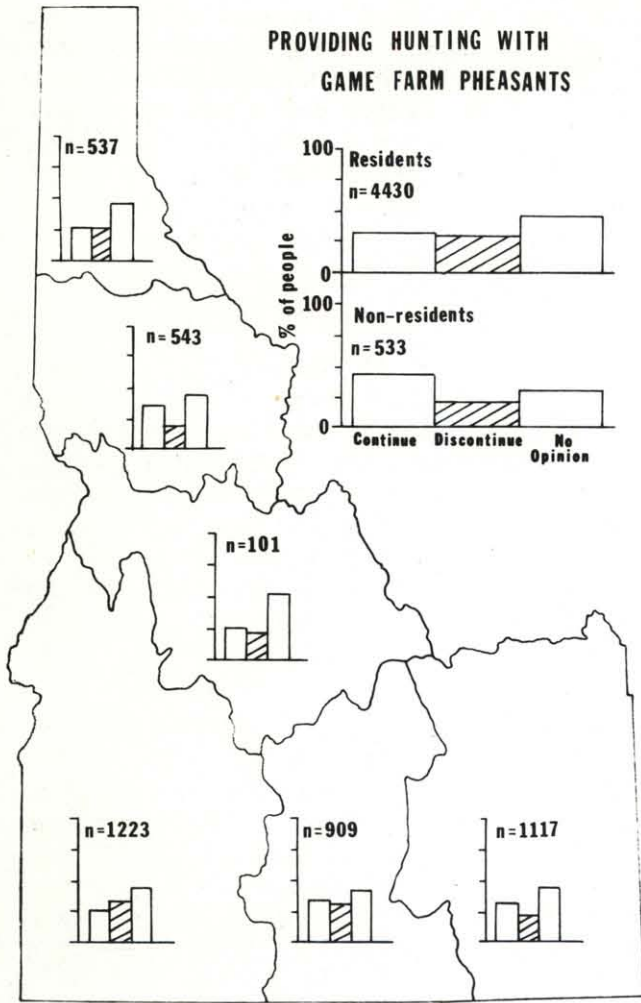 PROVIDING HUNTING WITH
GAME FARM PHEASANTS
n=537
100
Residents
n=4430
0
% of people
100
Non-residents
n=533
0
Continue Discontinue No
Opinion
n=543
n=101
n=1223
n=909
n=1117